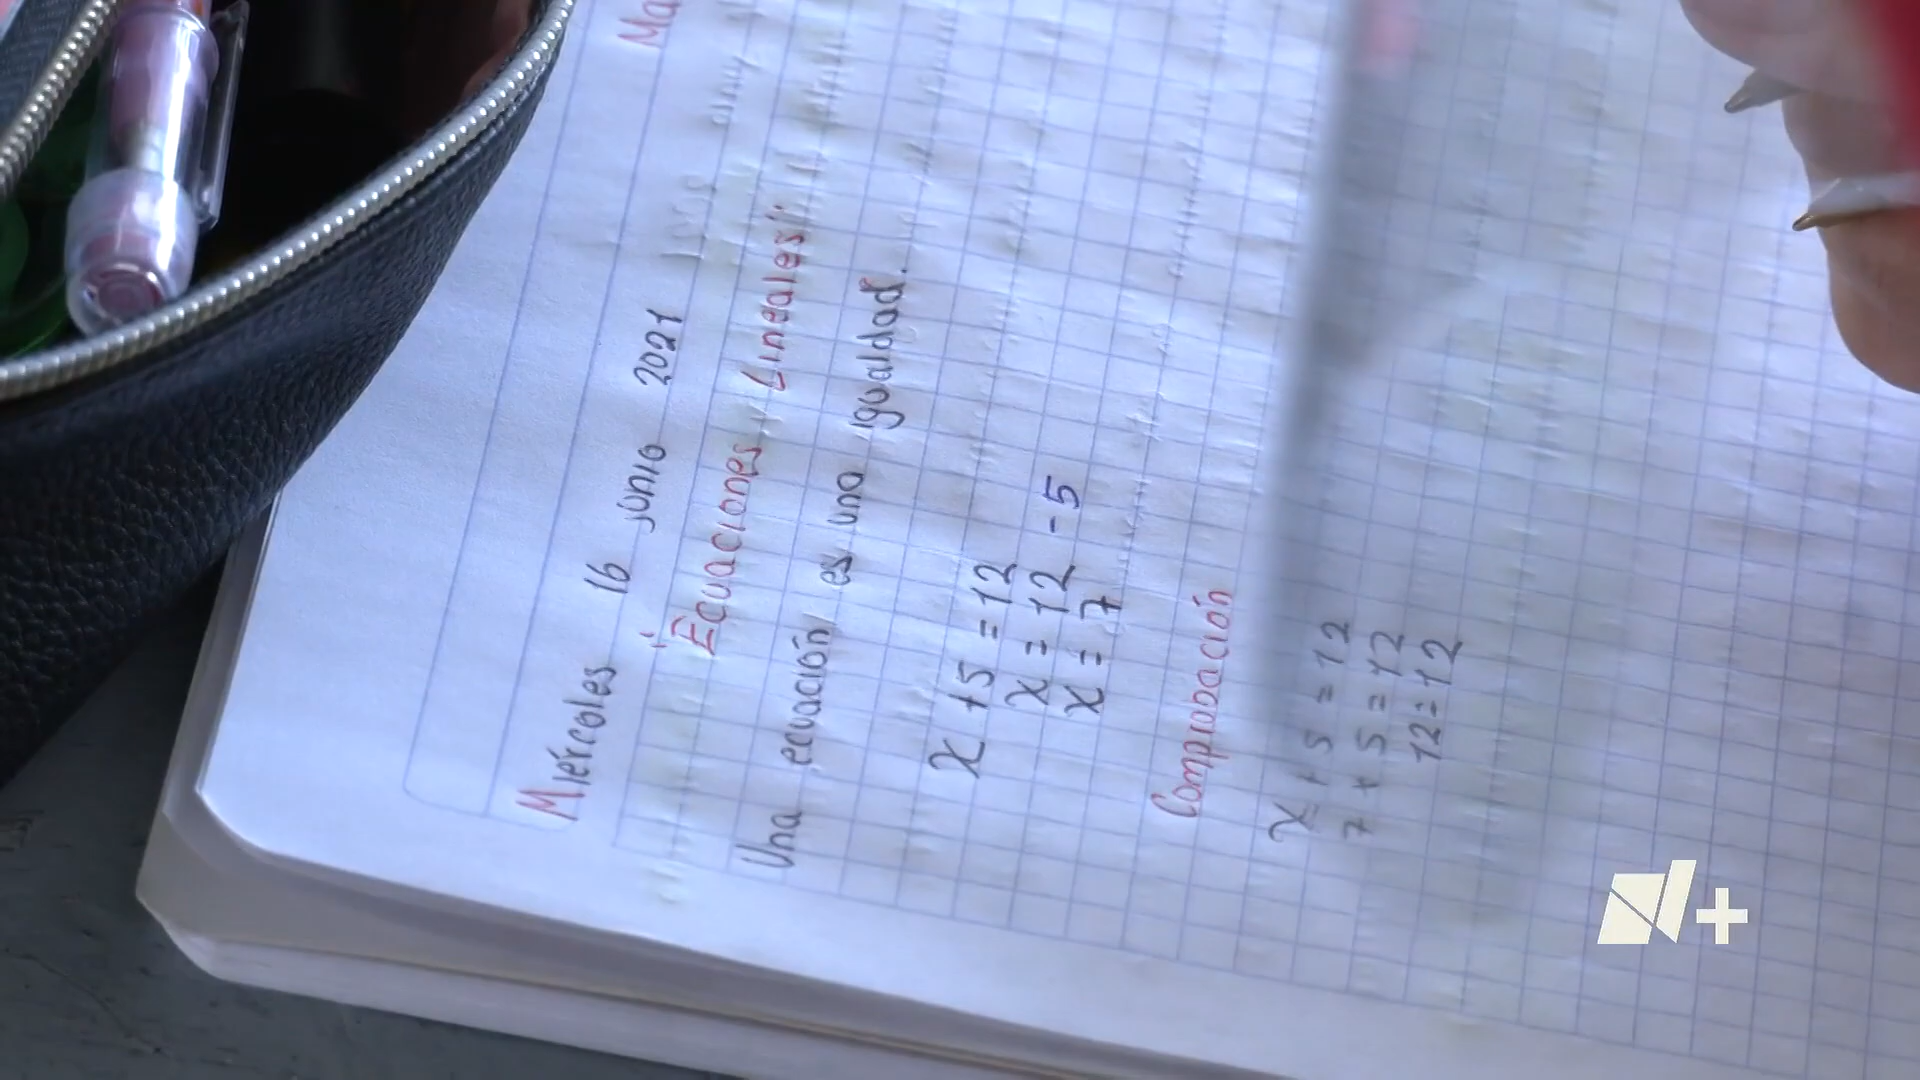 Ma
Miércoles 16 junio 2021
¡Ecuaciones Lineales!
Una ecuación es una igualdad.
x + 5 = 12
x = 12 - 5
x = 7
Comprobación
x + 5 = 12
7 + 5 = 12
12 = 12
N+